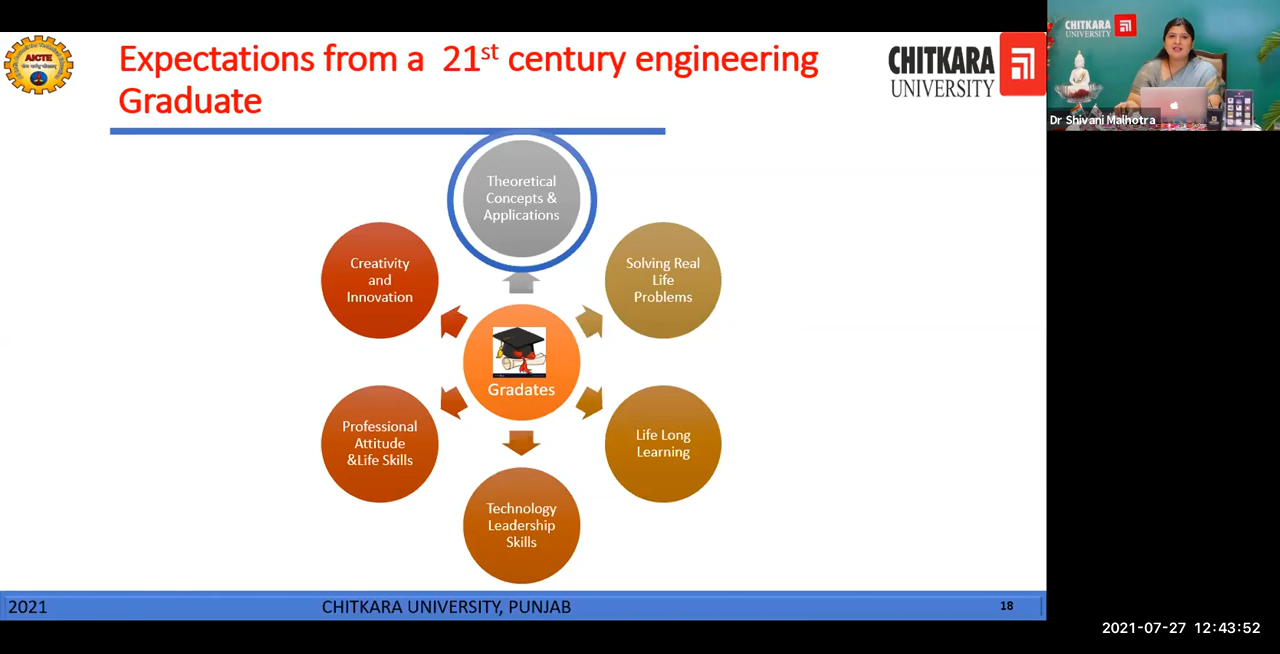 AICTE
Expectations from a 21st century engineering
Graduate
CHITKARA
UNIVERSITY
CHITKARA
UNIVERSITY
Dr Shivani Malhotra
Theoretical
Concepts &
Applications
Creativity
and
Innovation
Solving Real
Life
Problems
Gradates
Professional
Attitude
&Life Skills
Life Long
Learning
Technology
Leadership
Skills
2021
CHITKARA UNIVERSITY, PUNJAB
18
2021-07-27 12:43:52